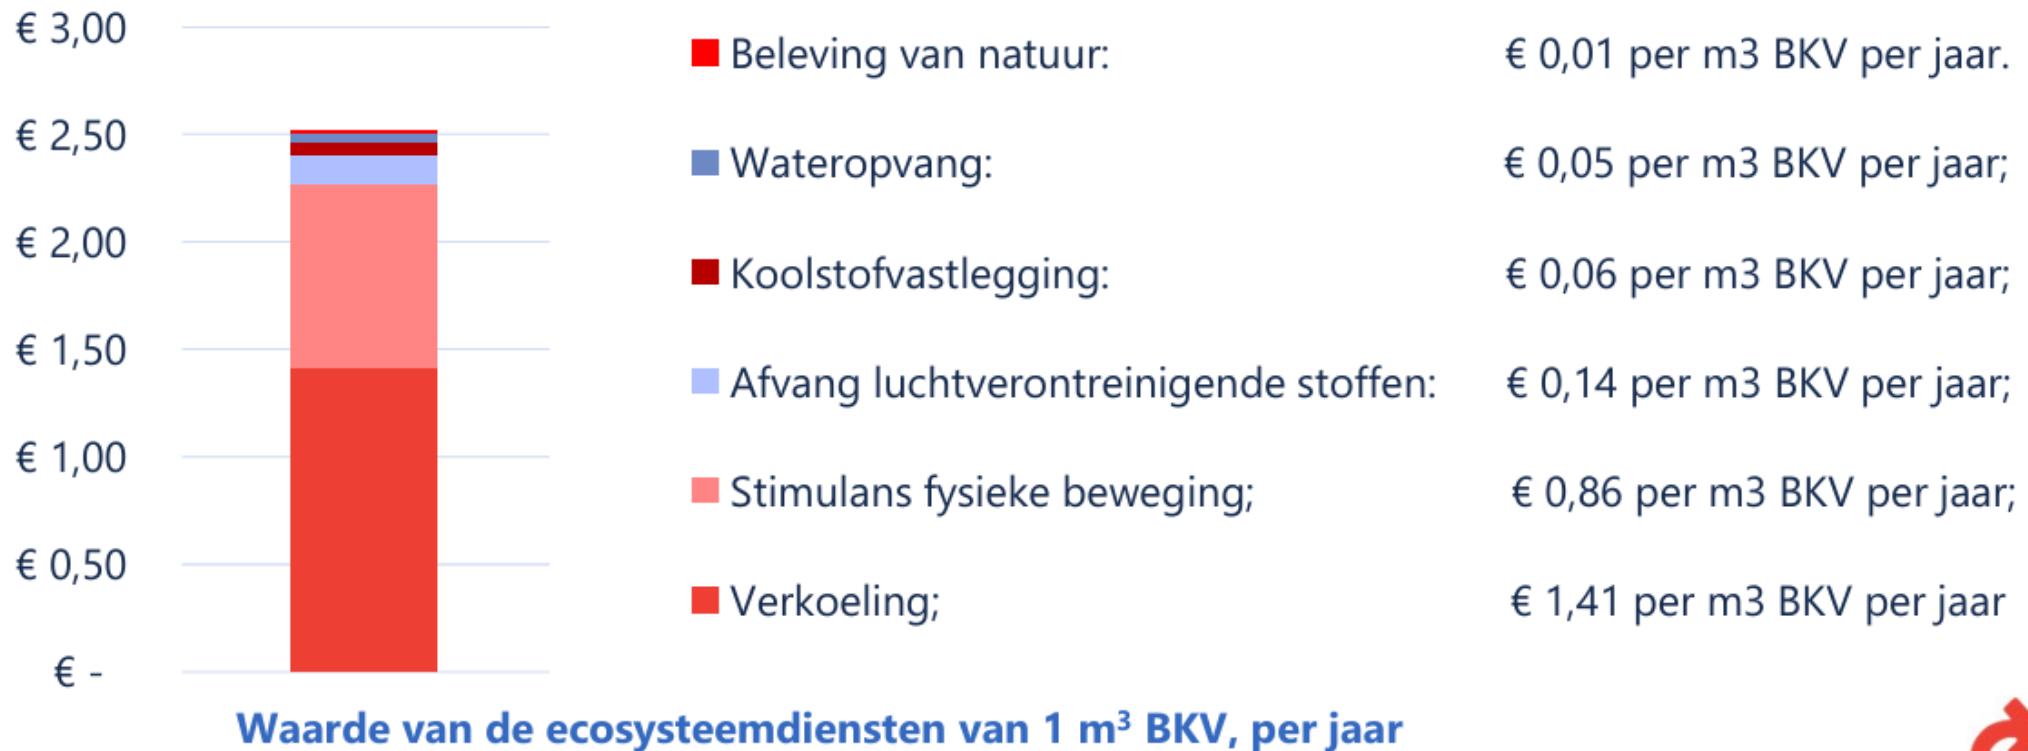 € 3,00
€ 2,50
€ 2,00
€ 1,50
€ 1,00
€ 0,50
€ -
Beleving van natuur: € 0,01 per m3 BKV per jaar.
Wateropvang: € 0,05 per m3 BKV per jaar;
Koolstofvastlegging: € 0,06 per m3 BKV per jaar;
Afvang luchtverontreinigende stoffen: € 0,14 per m3 BKV per jaar;
Stimulans fysieke beweging; € 0,86 per m3 BKV per jaar;
Verkoeling; € 1,41 per m3 BKV per jaar
Waarde van de ecosysteemdiensten van 1 m³ BKV, per jaar